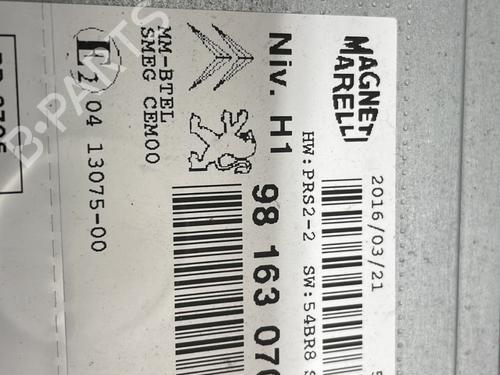 MAGNETI
MARELLI
2016/03/21
HW:PRS2-2 SW:54BR8
Niv. H1
98 163 070
MM-BTEL
SMEG CEM00
E2 04 13075-00
B-PARTS